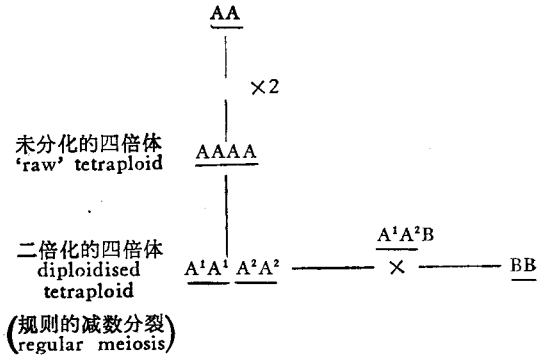 AA
×2
未分化的四倍体
'raw' tetraploid
AAAA
二倍化的四倍体
diploidised
tetraploid
A¹A¹ A²A²
A¹A²B
×
BB
(规则的减数分裂
regular meiosis)